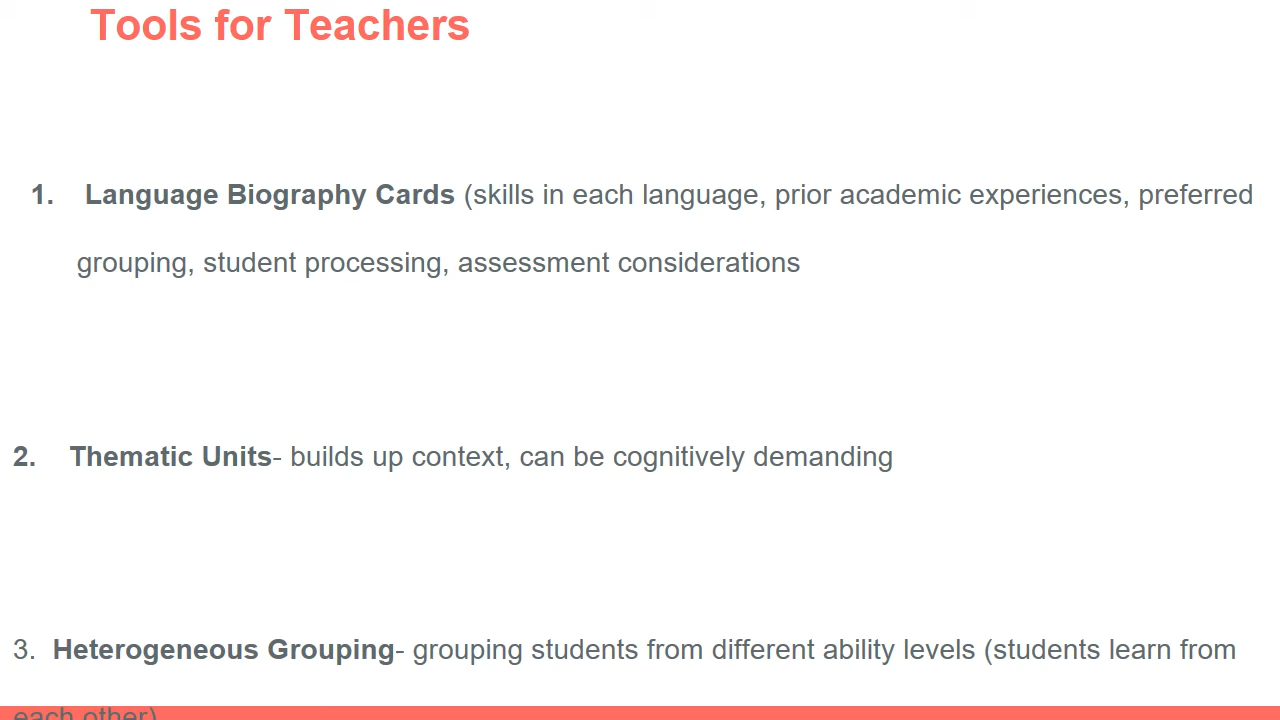 Tools for Teachers
1. Language Biography Cards (skills in each language, prior academic experiences, preferred
grouping, student processing, assessment considerations
2. Thematic Units- builds up context, can be cognitively demanding
3. Heterogeneous Grouping- grouping students from different ability levels (students learn from
each other)